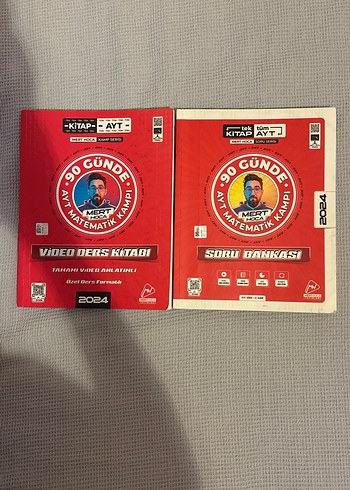 KİTAP AYT
MERT HOCA KAMP SERİSİ
90 GÜNDE
AYT MATEMATİK KAMPI
MERT
HOCA
VİDEO DERS KİTABI
TAMAMI VİDEO ANLATIMLI
Özel Ders Formatlı
2024
tek tüm
KİTAP AYT
MERT HOCA SORU SERİSİ
90 GÜNDE
AYT MATEMATİK KAMPI
MERT
HOCA
SORU BANKASI
2024